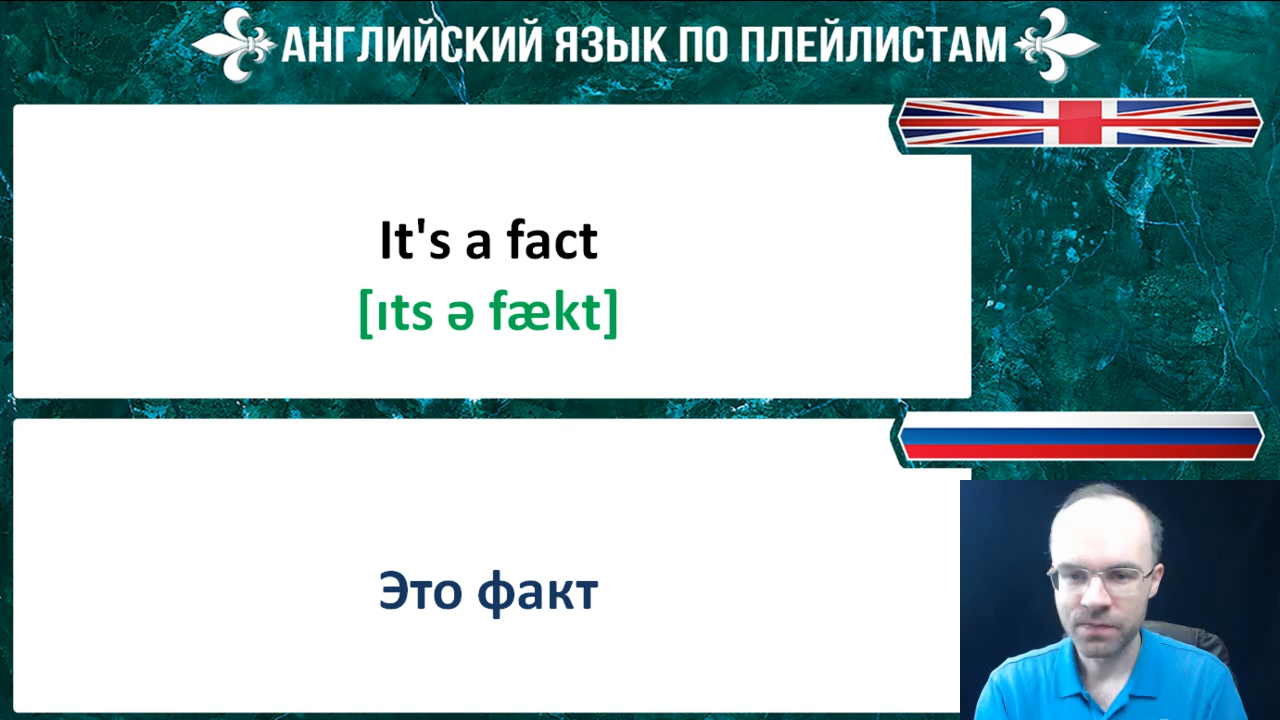 АНГЛИЙСКИЙ ЯЗЫК ПО ПЛЕЙЛИСТАМ
It's a fact
[ɪts ə fækt]
Это факт